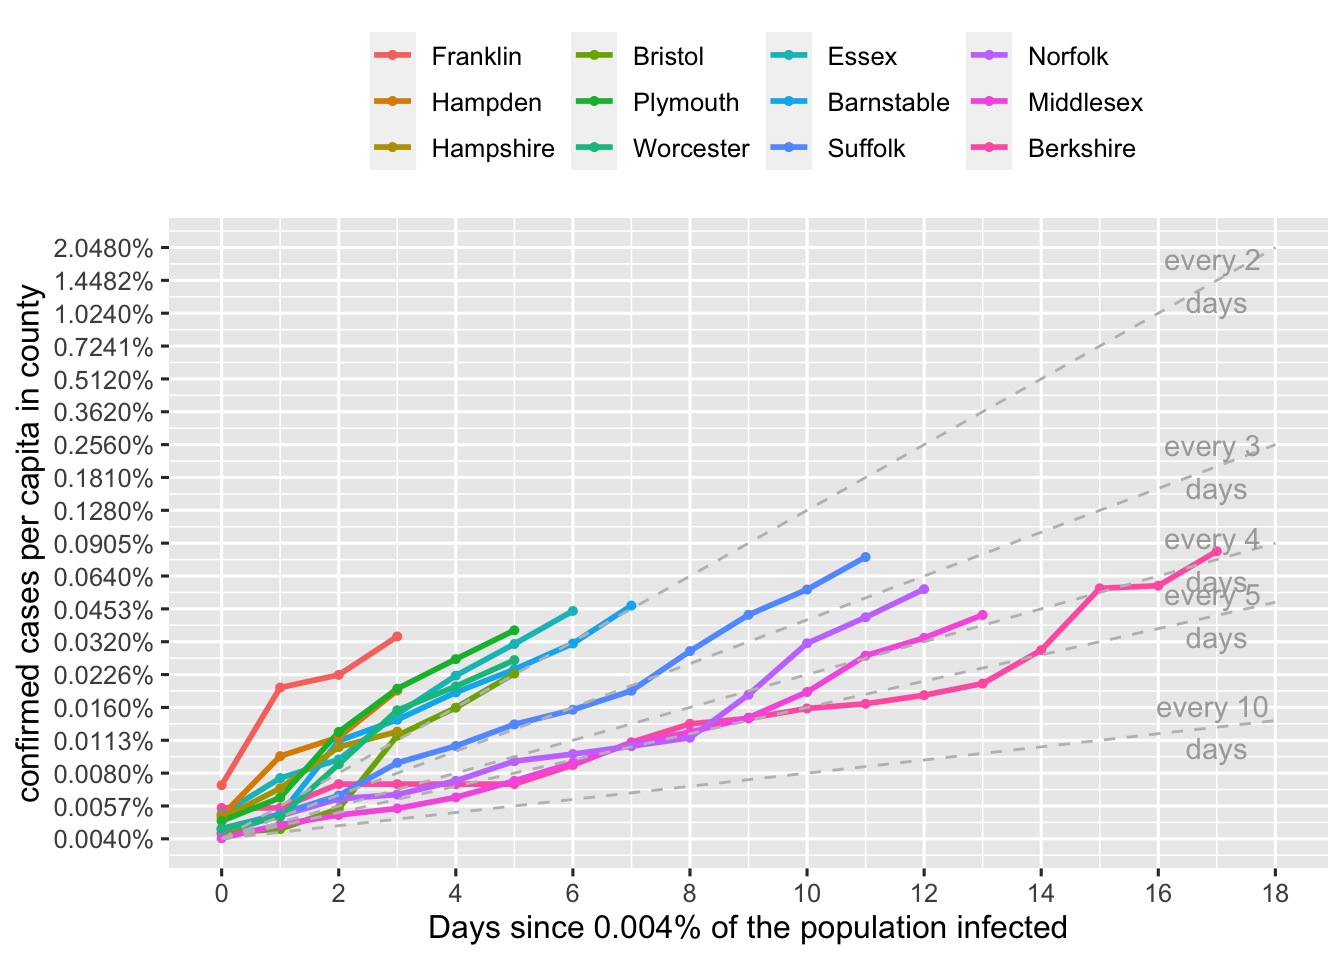 Franklin Bristol Essex Norfolk
Hampden Plymouth Barnstable Middlesex
Hampshire Worcester Suffolk Berkshire
2.0480%
1.4482%
1.0240%
0.7241%
0.5120%
0.3620%
0.2560%
0.1810%
0.1280%
0.0905%
0.0640%
0.0453%
0.0320%
0.0226%
0.0160%
0.0113%
0.0080%
0.0057%
0.0040%
confirmed cases per capita in county
every 2
days
every 3
days
every 4
days
every 5
days
every 10
days
0 2 4 6 8 10 12 14 16 18
Days since 0.004% of the population infected